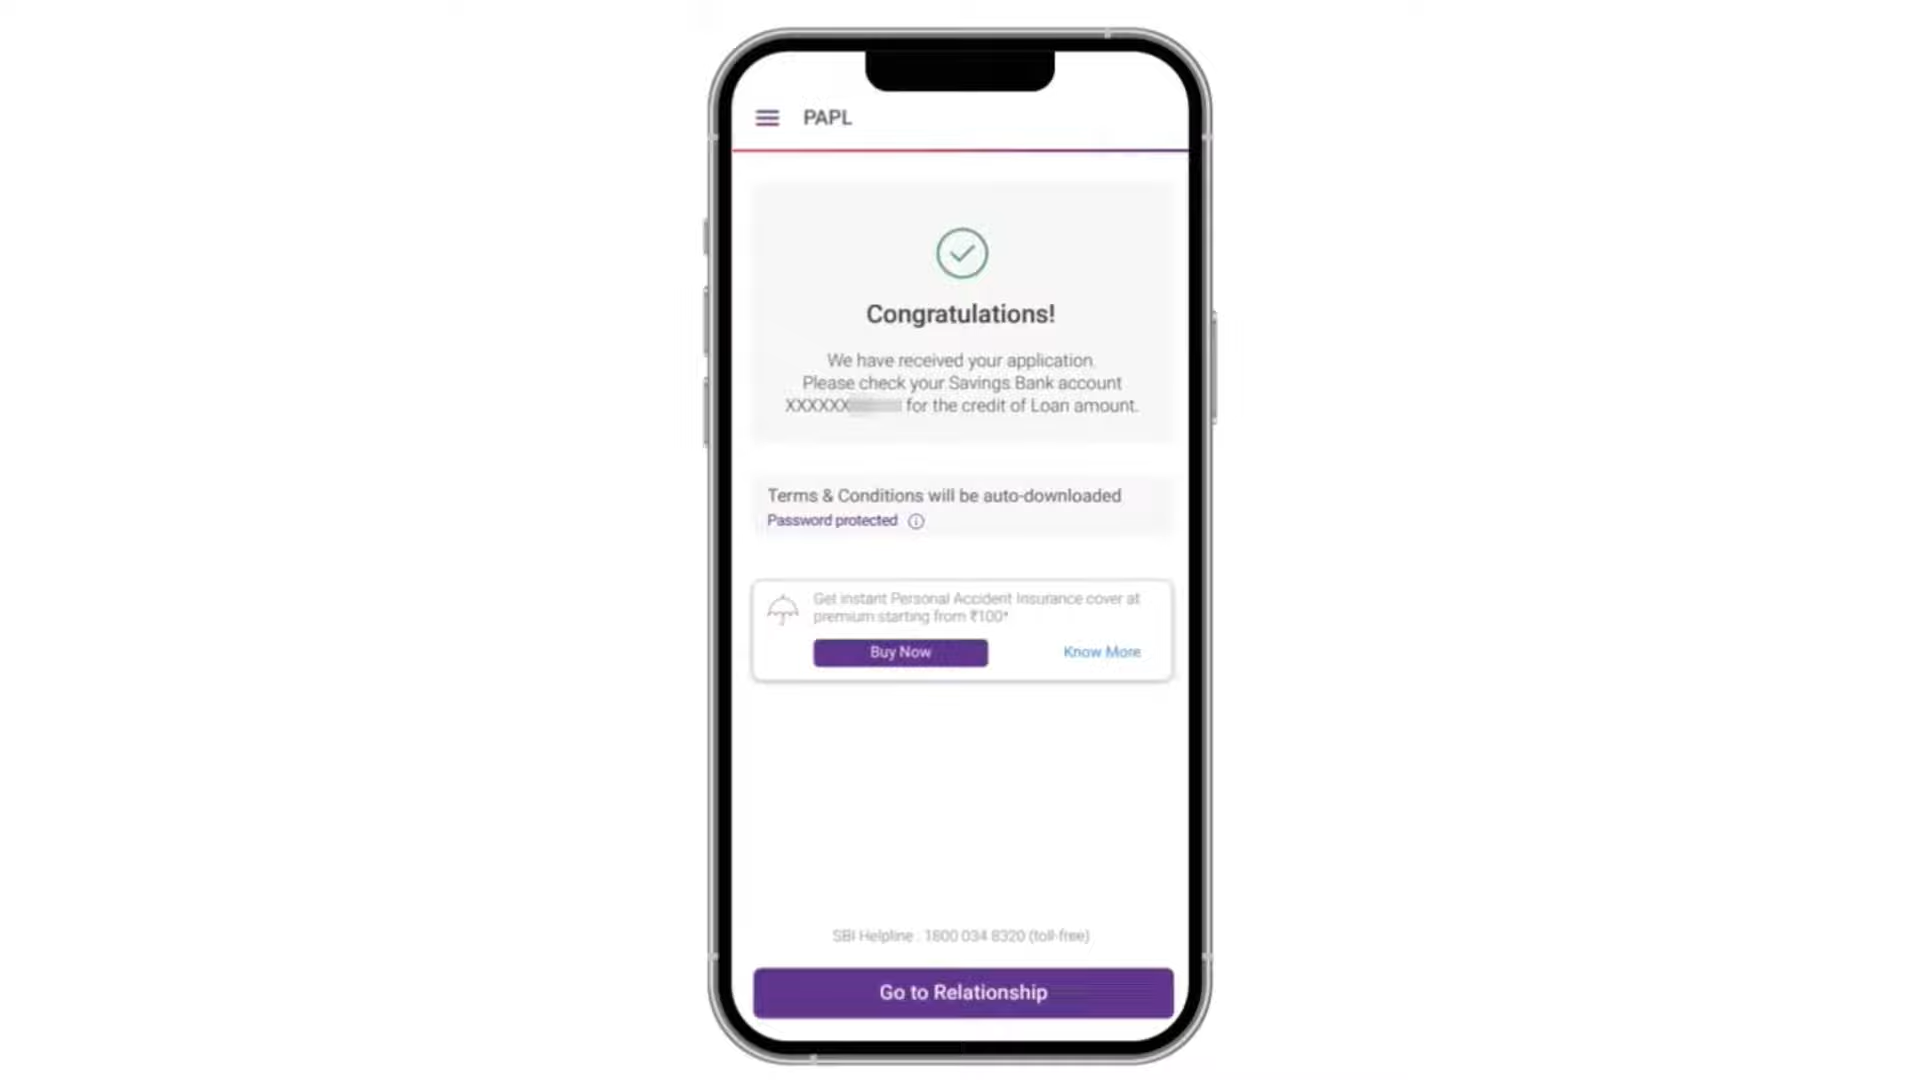 PAPL
Congratulations!
We have received your application.
Please check your Savings Bank account
XXXXXX for the credit of Loan amount.
Terms & Conditions will be auto-downloaded
Password protected
Get instant Personal Accident Insurance cover at
premium starting from ₹100*
Buy Now
Know More
SBI Helpline : 1800 034 8320 (toll-free)
Go to Relationship